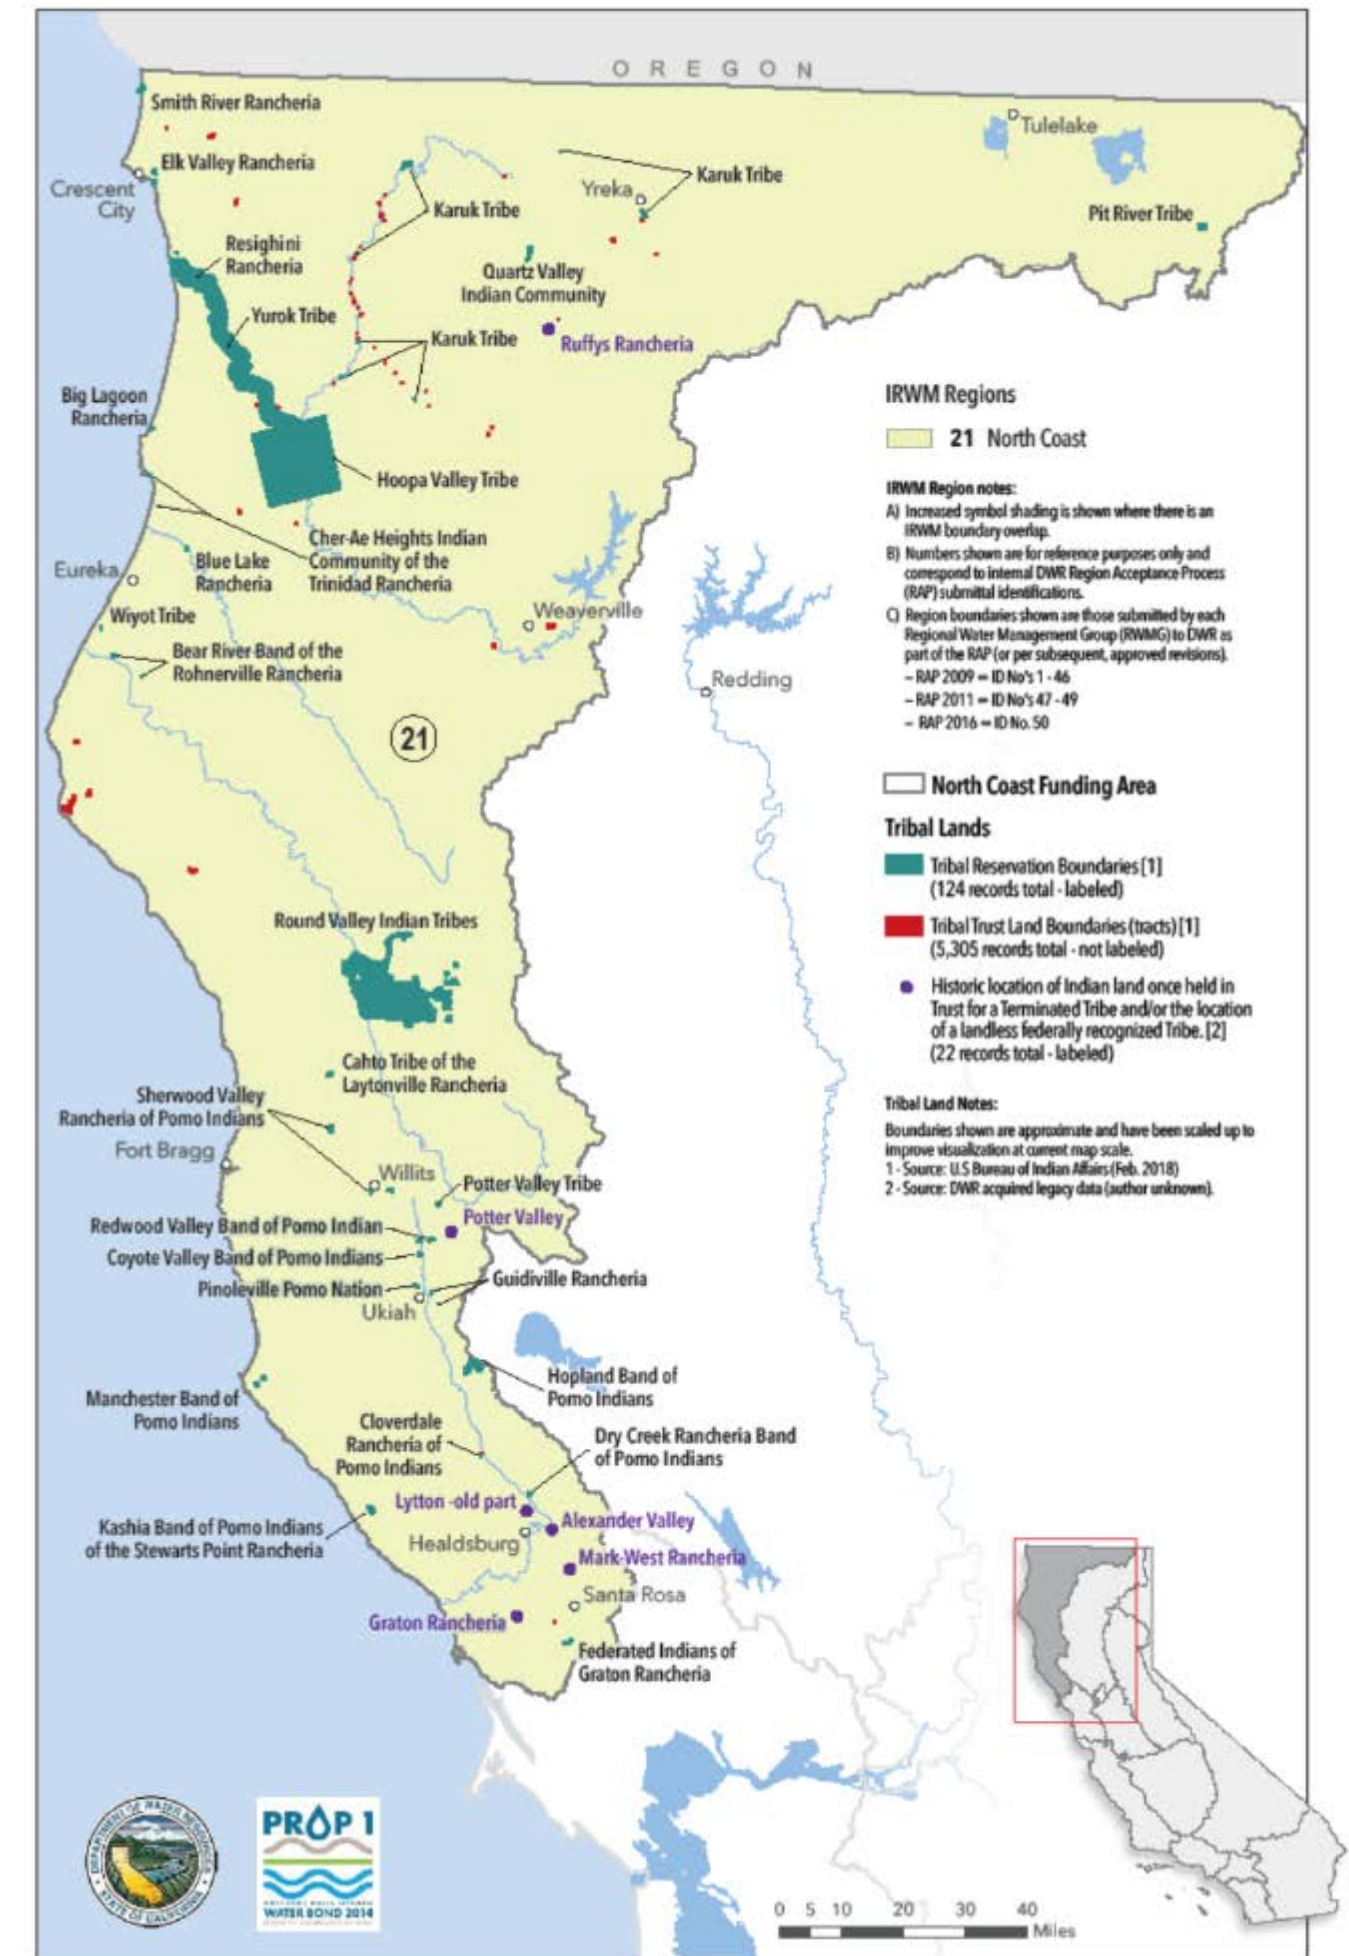 OREGON
Smith River Rancheria
Tulelake
Elk Valley Rancheria
Crescent
City
Karuk Tribe
Yreka
Karuk Tribe
Pit River Tribe
Resighini
Rancheria
Quartz Valley
Indian Community
Yurok Tribe
Karuk Tribe
Ruffys Rancheria
Big Lagoon
Rancheria
Hoopa Valley Tribe
Cher-Ae Heights Indian
Community of the
Trinidad Rancheria
Blue Lake
Rancheria
Eureka
Weaverville
Wiyot Tribe
Bear River Band of the
Rohnerville Rancheria
Redding
21
Round Valley Indian Tribes
Cahto Tribe of the
Laytonville Rancheria
Sherwood Valley
Rancheria of Pomo Indians
Fort Bragg
Willits
Potter Valley Tribe
Potter Valley
Redwood Valley Band of Pomo Indian
Coyote Valley Band of Pomo Indians
Pinoleville Pomo Nation
Guidiville Rancheria
Ukiah
Hopland Band of
Pomo Indians
Manchester Band of
Pomo Indians
Cloverdale
Rancheria of
Pomo Indians
Dry Creek Rancheria Band
of Pomo Indians
Lytton -old part
Alexander Valley
Kashia Band of Pomo Indians
of the Stewarts Point Rancheria
Healdsburg
Mark-West Rancheria
Santa Rosa
Graton Rancheria
Federated Indians of
Graton Rancheria
IRWM Regions
21 North Coast
IRWM Region notes:
A) Increased symbol shading is shown where there is an
IRWM boundary overlap.
B) Numbers shown are for reference purposes only and
correspond to internal DWR Region Acceptance Process
(RAP) submittal identifications.
C) Region boundaries shown are those submitted by each
Regional Water Management Group (RWMG) to DWR as
part of the RAP (or per subsequent, approved revisions).
– RAP 2009 = ID No's 1 - 46
– RAP 2011 = ID No's 47 - 49
– RAP 2016 = ID No. 50
North Coast Funding Area
Tribal Lands
Tribal Reservation Boundaries [1]
(124 records total - labeled)
Tribal Trust Land Boundaries (tracts) [1]
(5,305 records total - not labeled)
Historic location of Indian land once held in
Trust for a Terminated Tribe and/or the location
of a landless federally recognized Tribe. [2]
(22 records total - labeled)
Tribal Land Notes:
Boundaries shown are approximate and have been scaled up to
improve visualization at current map scale.
1 - Source: U.S Bureau of Indian Affairs (Feb. 2018)
2 - Source: DWR acquired legacy data (author unknown).
DEPARTMENT OF WATER RESOURCES
STATE OF CALIFORNIA
PROP 1
WATER BOND 2014
0 5 10 20 30 40
Miles